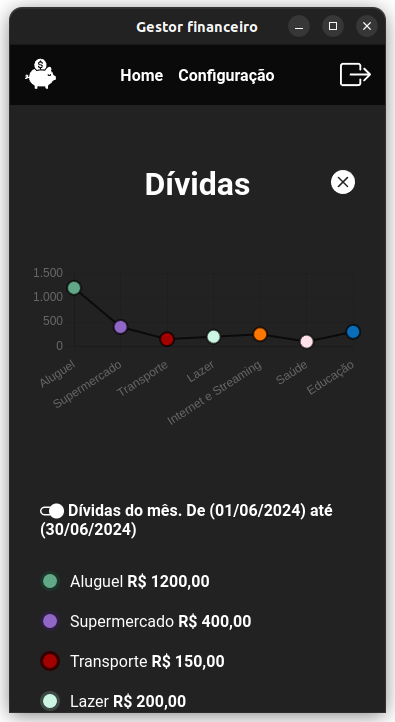 Gestor financeiro
Home Configuração
Dívidas
1.500
1.000
500
0
Aluguel
Supermercado
Transporte
Lazer
Internet e Streaming
Saúde
Educação
Dívidas do mês. De (01/06/2024) até
(30/06/2024)
Aluguel R$ 1200,00
Supermercado R$ 400,00
Transporte R$ 150,00
Lazer R$ 200,00